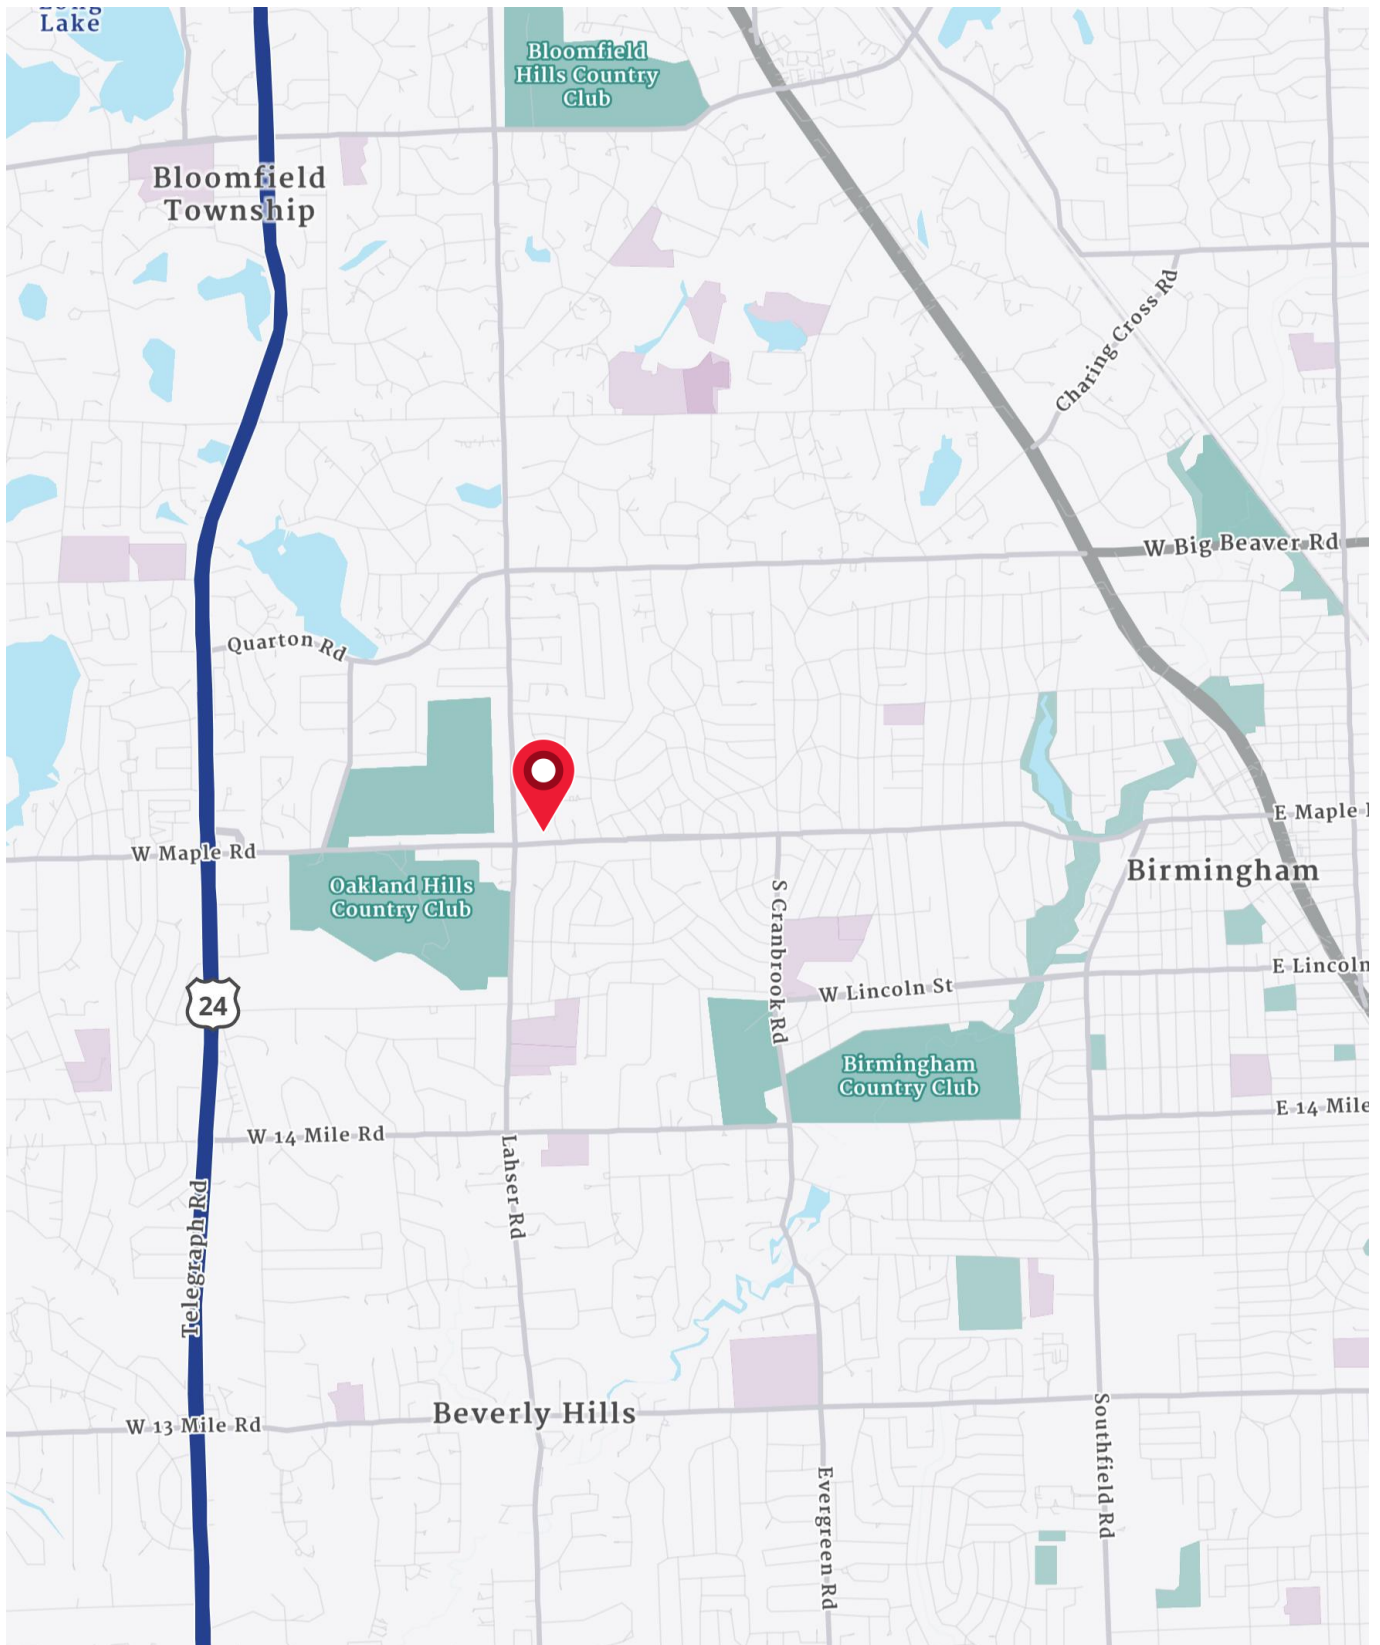 Long
Lake
Bloomfield
Hills Country
Club
Bloomfield
Township
Charing Cross Rd
W Big Beaver Rd
Quarton Rd
E Maple
W Maple Rd
Birmingham
Oakland Hills
Country Club
S Cranbrook Rd
E Lincoln
W Lincoln St
24
Birmingham
Country Club
E 14 Mile
W 14 Mile Rd
Lahser Rd
Telegraph Rd
Beverly Hills
W 13 Mile Rd
Southfield Rd
Evergreen Rd